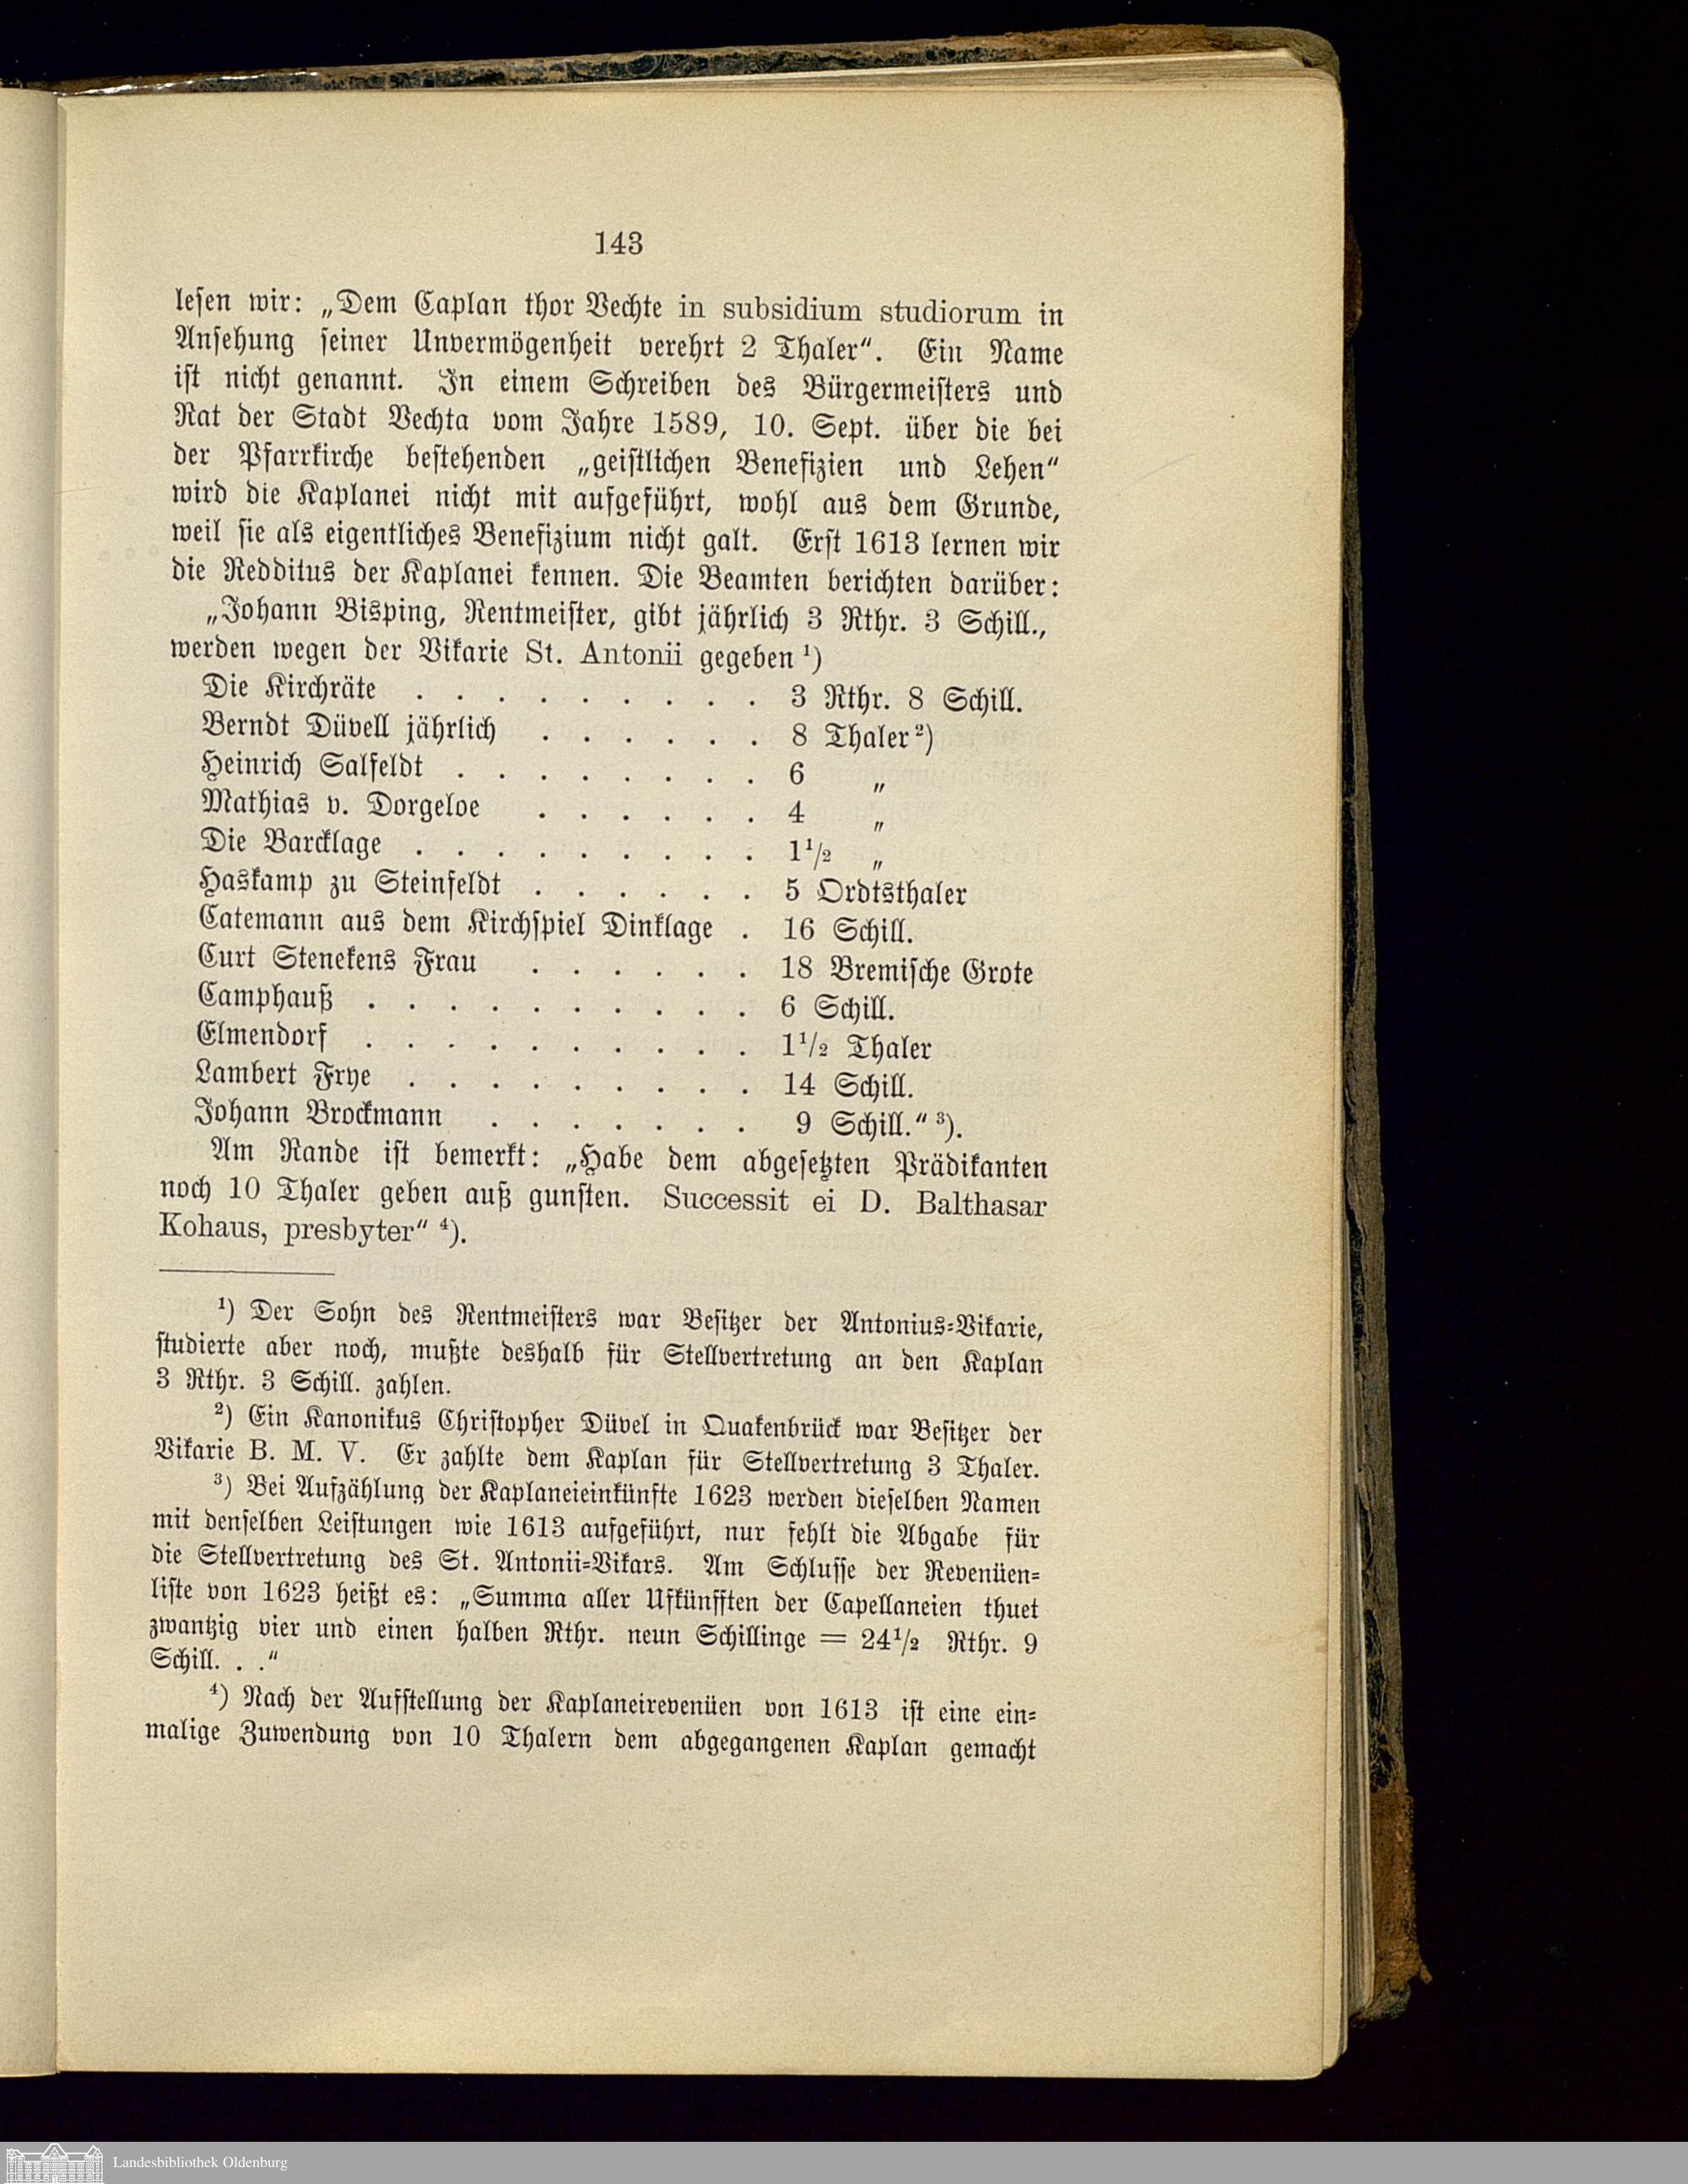 143
lesen wir: „Dem Caplan thor Vechte in subsidium studiorum in
Ansehung seiner Unvermögenheit verehrt 2 Thaler“. Ein Name
ist nicht genannt. In einem Schreiben des Bürgermeisters und
Rat der Stadt Vechta vom Jahre 1589, 10. Sept. über die bei
der Pfarrkirche bestehenden „geistlichen Benefizien und Lehen“
wird die Kaplanei nicht mit aufgeführt, wohl aus dem Grunde,
weil sie als eigentliches Benefizium nicht galt. Erst 1613 lernen wir
die Redditus der Kaplanei kennen. Die Beamten berichten darüber:
„Johann Bisping, Rentmeister, gibt jährlich 3 Rthr. 3 Schill.,
werden wegen der Vikarie St. Antonii gegeben ¹)
Die Kirchräte . . . . . . . . . 3 Rthr. 8 Schill.
Berndt Düvell jährlich . . . . . . 8 Thaler ²)
Heinrich Salfeldt . . . . . . . . 6 „
Mathias v. Dorgeloe . . . . . . 4 „
Die Barcklage . . . . . . . . . 1¹/₂ „
Haskamp zu Steinfeldt . . . . . . 5 Ordtsthaler
Catemann aus dem Kirchspiel Dinklage . 16 Schill.
Curt Stenekens Frau . . . . . . 18 Bremische Grote
Camphauß . . . . . . . . . . 6 Schill.
Elmendorf . . . . . . . . . . 1¹/₂ Thaler
Lambert Frye . . . . . . . . . 14 Schill.
Johann Brockmann . . . . . . . 9 Schill.“ ³).
Am Rande ist bemerkt: „Habe dem abgesetzten Prädikanten
noch 10 Thaler geben auß gunsten. Successit ei D. Balthasar
Kohaus, presbyter“ ⁴).
¹) Der Sohn des Rentmeisters war Besitzer der Antonius-Vikarie,
studierte aber noch, mußte deshalb für Stellvertretung an den Kaplan
3 Rthr. 3 Schill. zahlen.
²) Ein Kanonikus Christopher Düvel in Quakenbrück war Besitzer der
Vikarie B. M. V. Er zahlte dem Kaplan für Stellvertretung 3 Thaler.
³) Bei Aufzählung der Kaplaneieinkünfte 1623 werden dieselben Namen
mit denselben Leistungen wie 1613 aufgeführt, nur fehlt die Abgabe für
die Stellvertretung des St. Antonii-Vikars. Am Schlusse der Revenüen-
liste von 1623 heißt es: „Summa aller Ufkünfften der Capellaneien thuet
zwantzig vier und einen halben Rthr. neun Schillinge = 24¹/₂ Rthr. 9
Schill. . .“
⁴) Nach der Aufstellung der Kaplaneirevenüen von 1613 ist eine ein-
malige Zuwendung von 10 Thalern dem abgegangenen Kaplan gemacht
Landesbibliothek Oldenburg